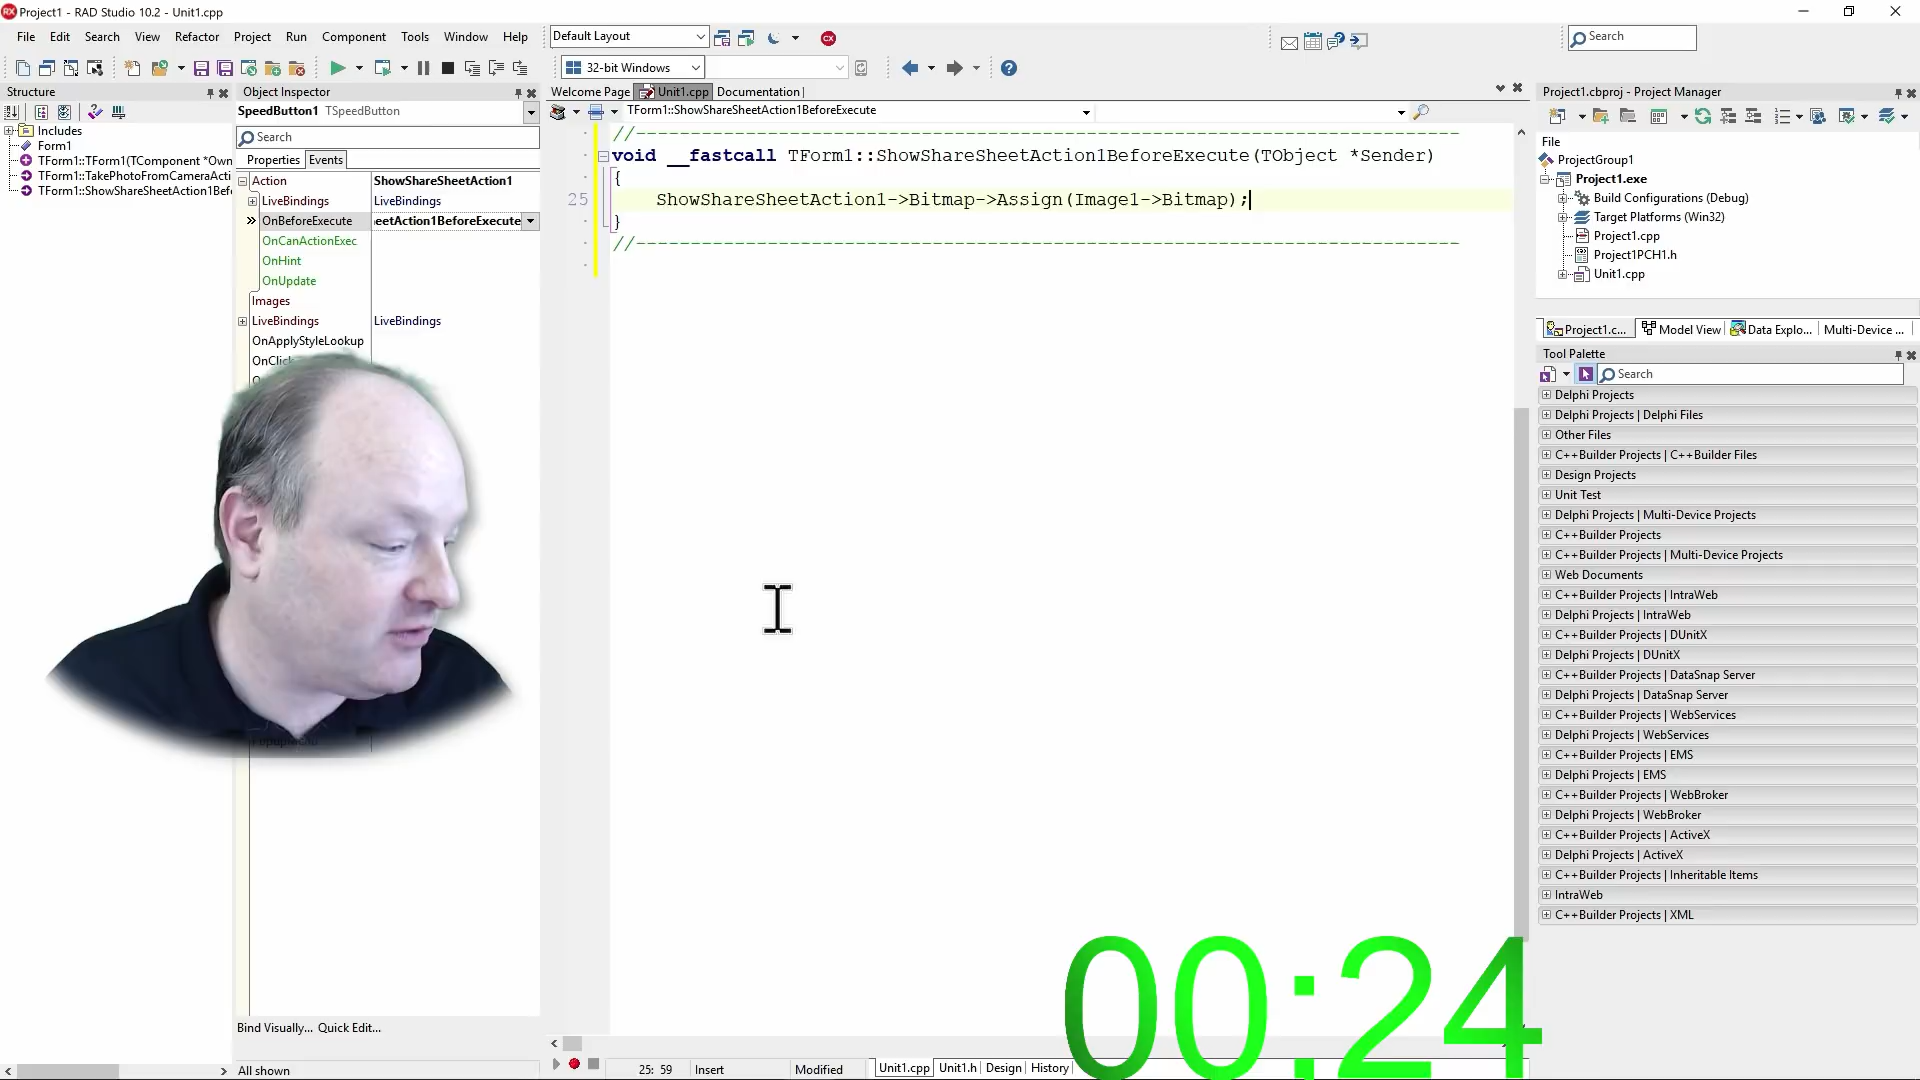 Project1 - RAD Studio 10.2 - Unit1.cpp
File Edit Search View Refactor Project Run Component Tools Window Help
Default Layout
Search
32-bit Windows
Structure
Includes
Form1
TForm1::TForm1(TComponent *Own
TForm1::TakePhotoFromCameraActi
TForm1::ShowShareSheetAction1Bef
Object Inspector
SpeedButton1 TSpeedButton
Search
Properties Events
Action ShowShareSheetAction1
LiveBindings LiveBindings
OnBeforeExecute eetAction1BeforeExecute
OnCanActionExec
OnHint
OnUpdate
Images
LiveBindings LiveBindings
OnApplyStyleLookup
Bind Visually... Quick Edit...
All shown
Welcome Page Unit1.cpp Documentation
TForm1::ShowShareSheetAction1BeforeExecute
//---------------------------------------------------------------------------
void __fastcall TForm1::ShowShareSheetAction1BeforeExecute(TObject *Sender)
{
25 ShowShareSheetAction1->Bitmap->Assign(Image1->Bitmap);
}
//---------------------------------------------------------------------------
25: 59 Insert Modified Unit1.cpp Unit1.h Design History
Project1.cbproj - Project Manager
File
ProjectGroup1
Project1.exe
Build Configurations (Debug)
Target Platforms (Win32)
Project1.cpp
Project1PCH1.h
Unit1.cpp
Project1.c... Model View Data Explo... Multi-Device ...
Tool Palette
Search
Delphi Projects
Delphi Projects | Delphi Files
Other Files
C++Builder Projects | C++Builder Files
Design Projects
Unit Test
Delphi Projects | Multi-Device Projects
C++Builder Projects
C++Builder Projects | Multi-Device Projects
Web Documents
C++Builder Projects | IntraWeb
Delphi Projects | IntraWeb
C++Builder Projects | DUnitX
Delphi Projects | DUnitX
C++Builder Projects | DataSnap Server
Delphi Projects | DataSnap Server
C++Builder Projects | WebServices
Delphi Projects | WebServices
C++Builder Projects | EMS
Delphi Projects | EMS
C++Builder Projects | WebBroker
Delphi Projects | WebBroker
C++Builder Projects | ActiveX
Delphi Projects | ActiveX
C++Builder Projects | Inheritable Items
IntraWeb
C++Builder Projects | XML
00:24